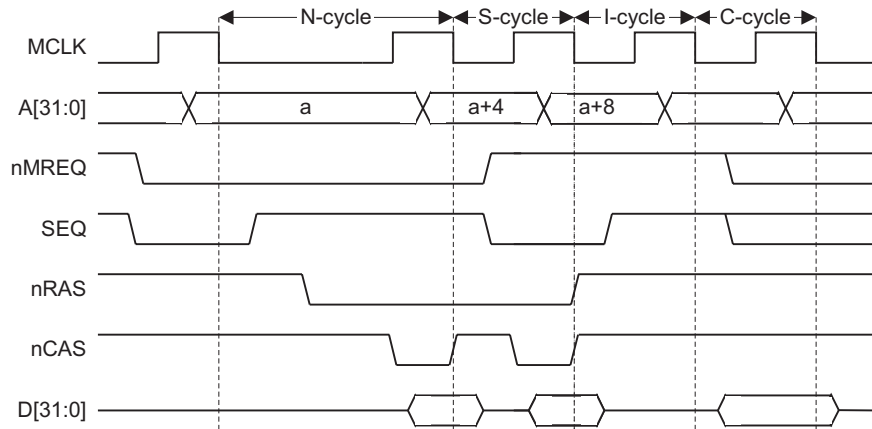 N-cycle S-cycle I-cycle C-cycle
MCLK
A[31:0] a a+4 a+8
nMREQ
SEQ
nRAS
nCAS
D[31:0]